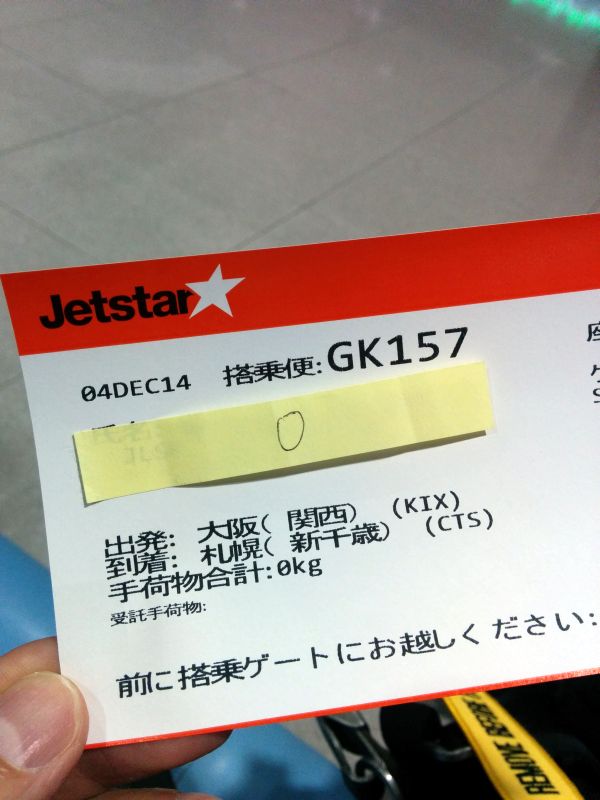 Jetstar
04DEC14 搭乗便:GK157
出発: 大阪( 関西) (KIX)
到着: 札幌( 新千歳) (CTS)
手荷物合計:0kg
受託手荷物:
前に搭乗ゲートにお越しください:
REMOVE BEFOR